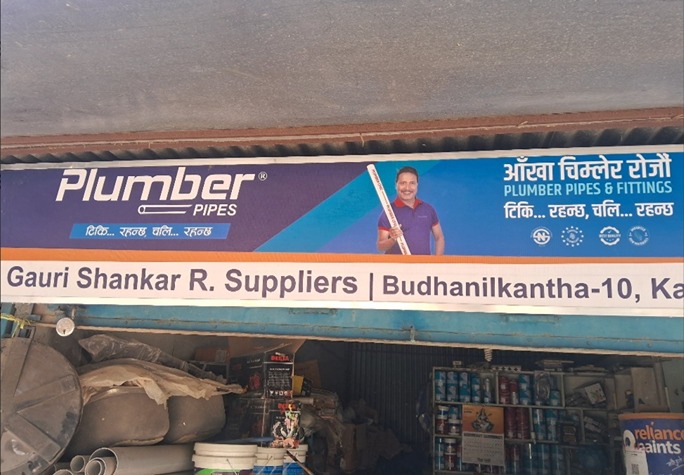 Plumber®
PIPES
टिकि... रहन्छ, चलि... रहन्छ
आँखा चिम्लेर रोजौं
PLUMBER PIPES & FITTINGS
टिकि... रहन्छ, चलि... रहन्छ
Gauri Shankar R. Suppliers | Budhanilkantha-10, Ka
DELTA
reliance
paints